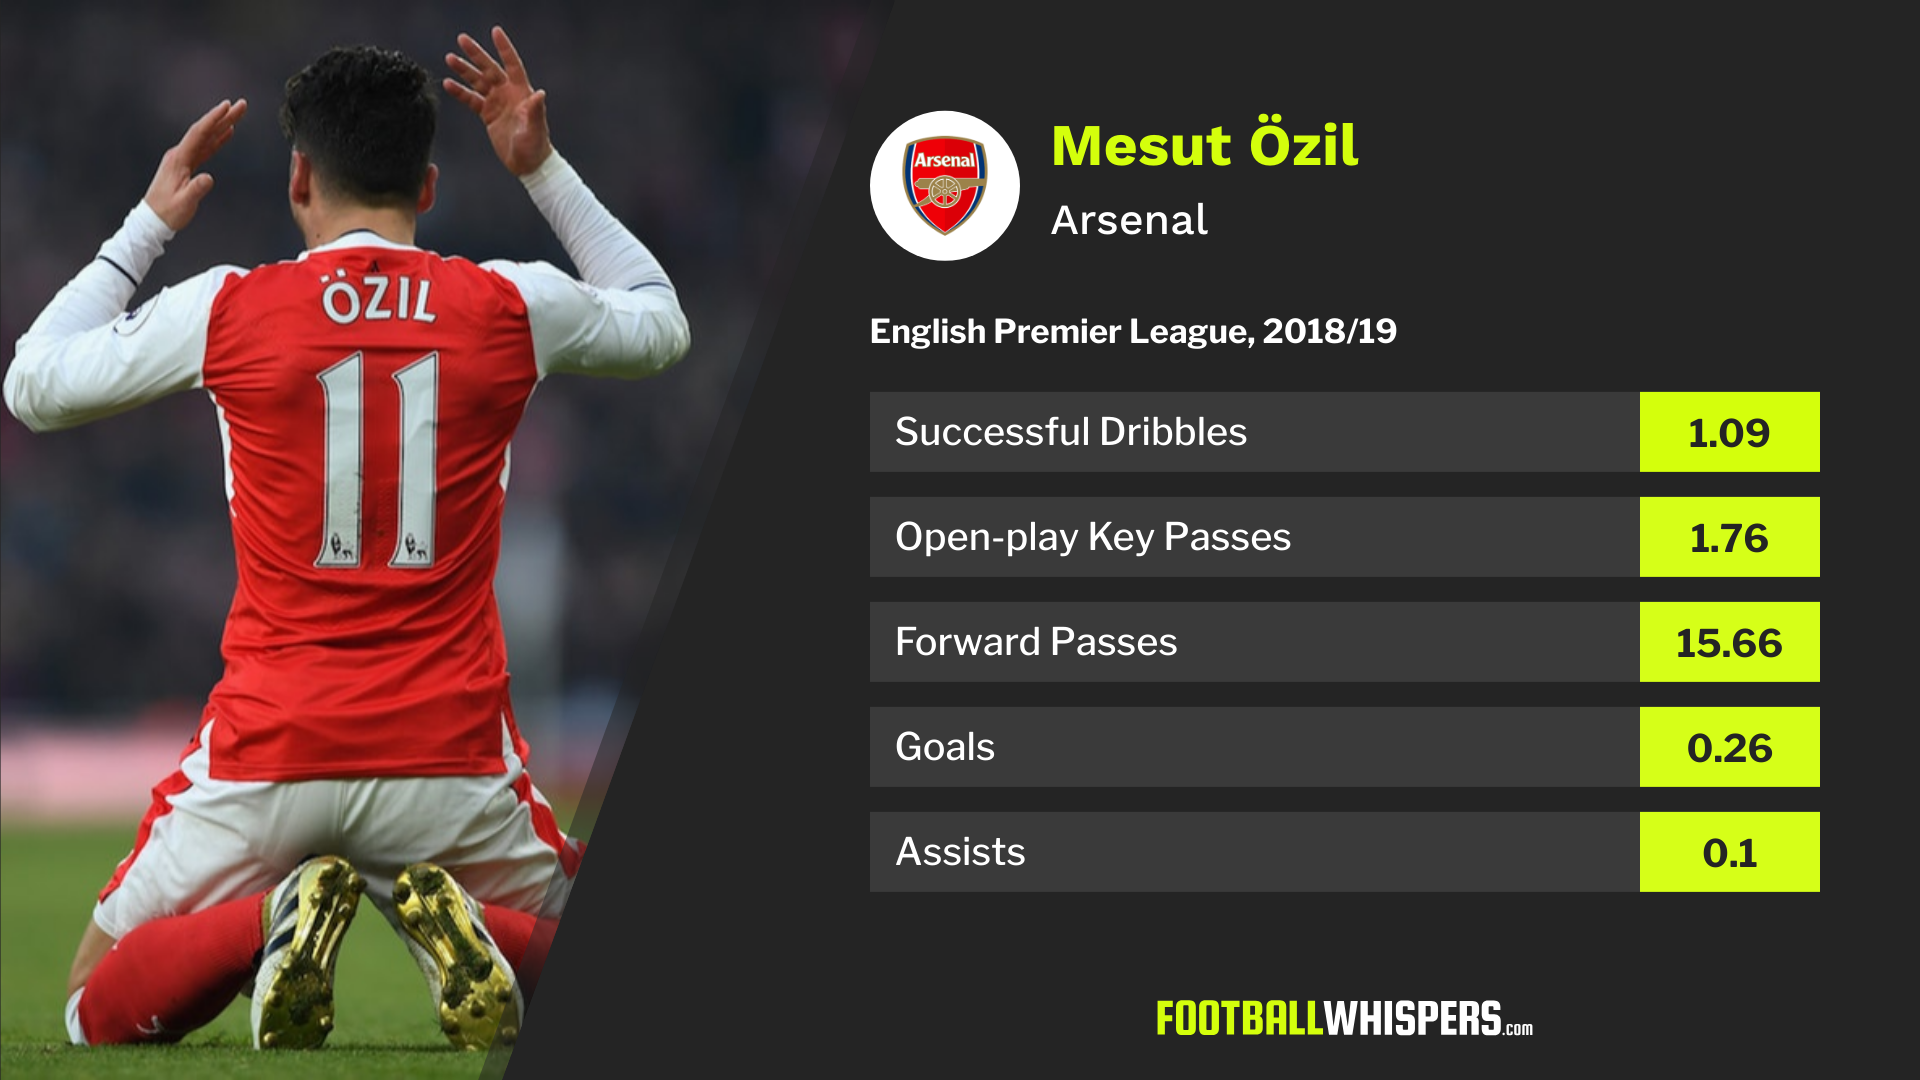 ÖZIL
11
Arsenal
Mesut Özil
Arsenal
English Premier League, 2018/19
Successful Dribbles 1.09
Open-play Key Passes 1.76
Forward Passes 15.66
Goals 0.26
Assists 0.1
FOOTBALLWHISPERS.com